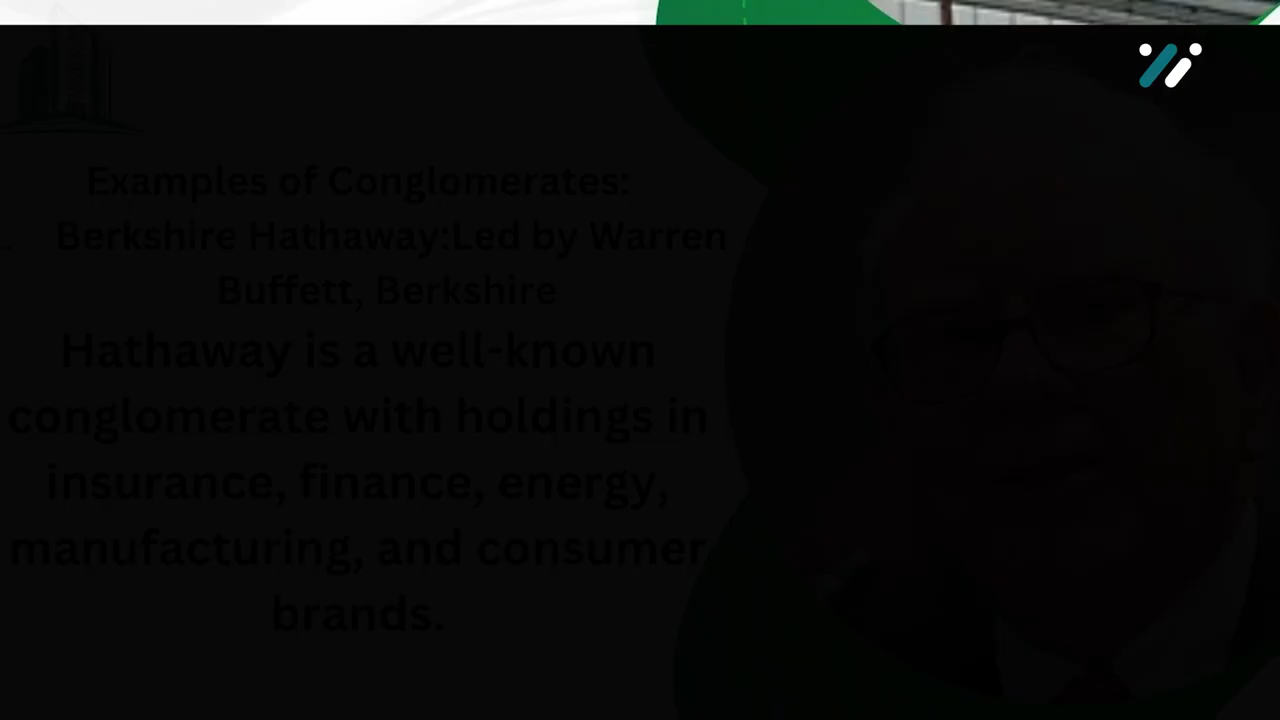 Examples of Conglomerates:
Berkshire Hathaway:Led by Warren
Buffett, Berkshire
Hathaway is a well-known
conglomerate with holdings in
insurance, finance, energy,
manufacturing, and consumer
brands.